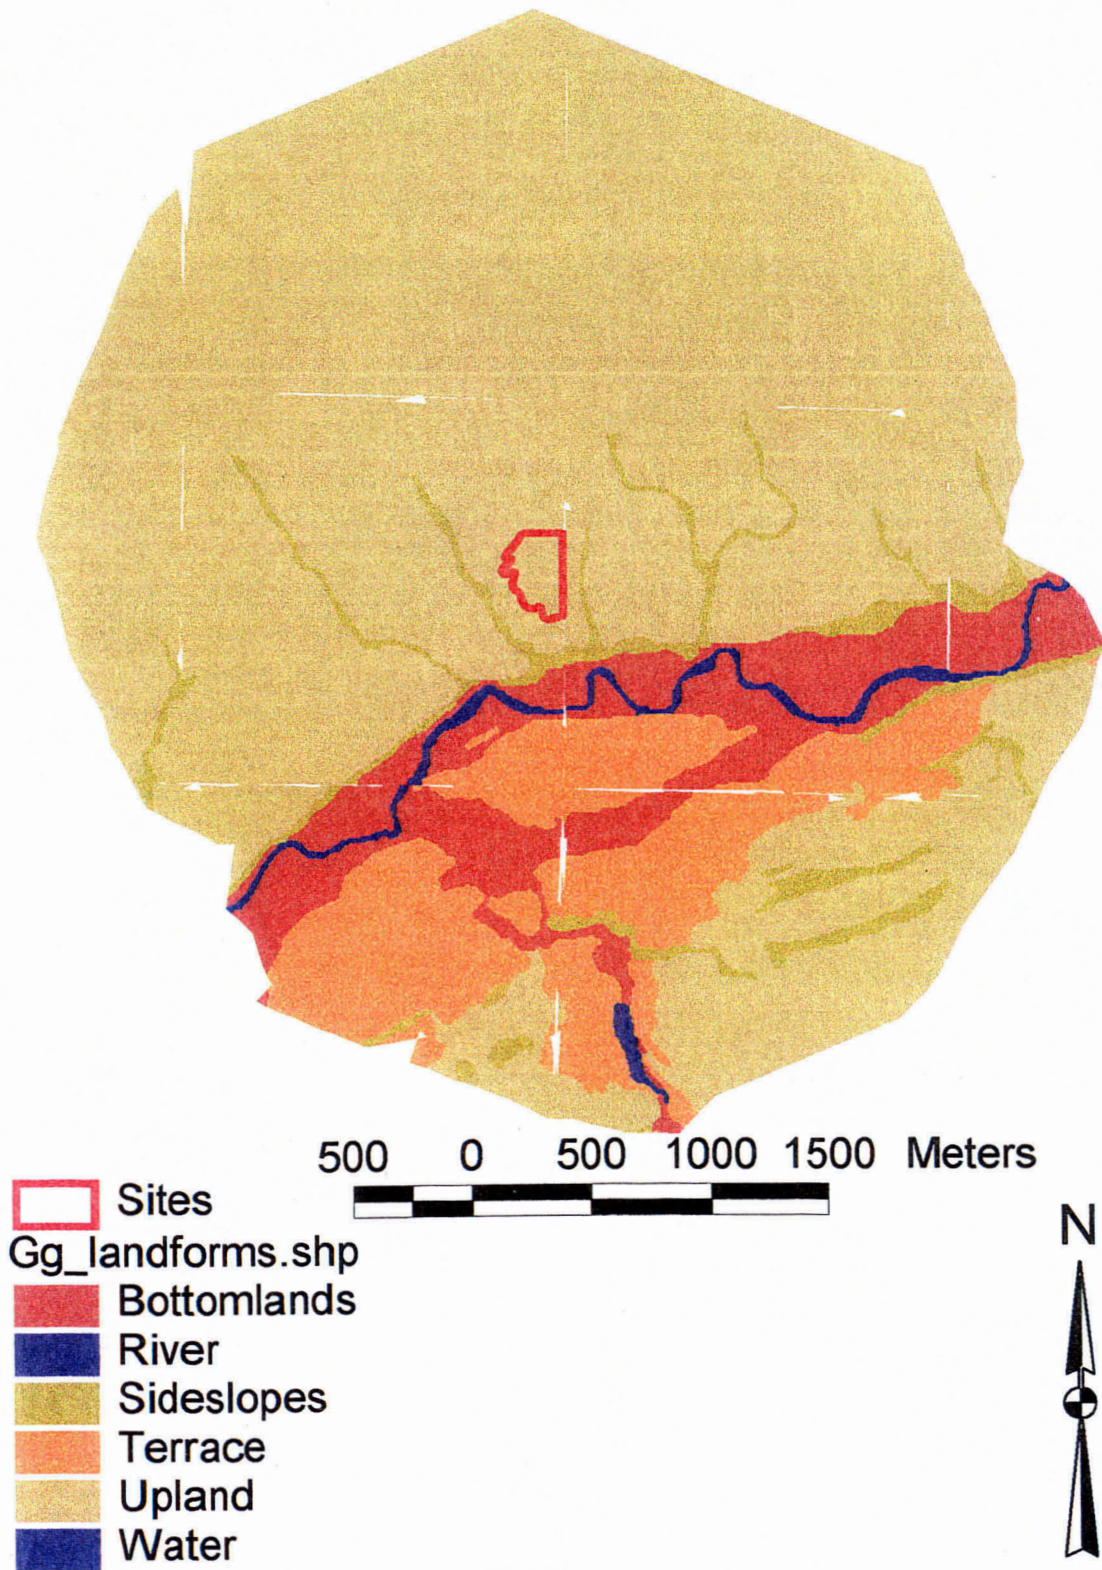 500 0 500 1000 1500 Meters
Sites
Gg_landforms.shp
Bottomlands
River
Sideslopes
Terrace
Upland
Water
N